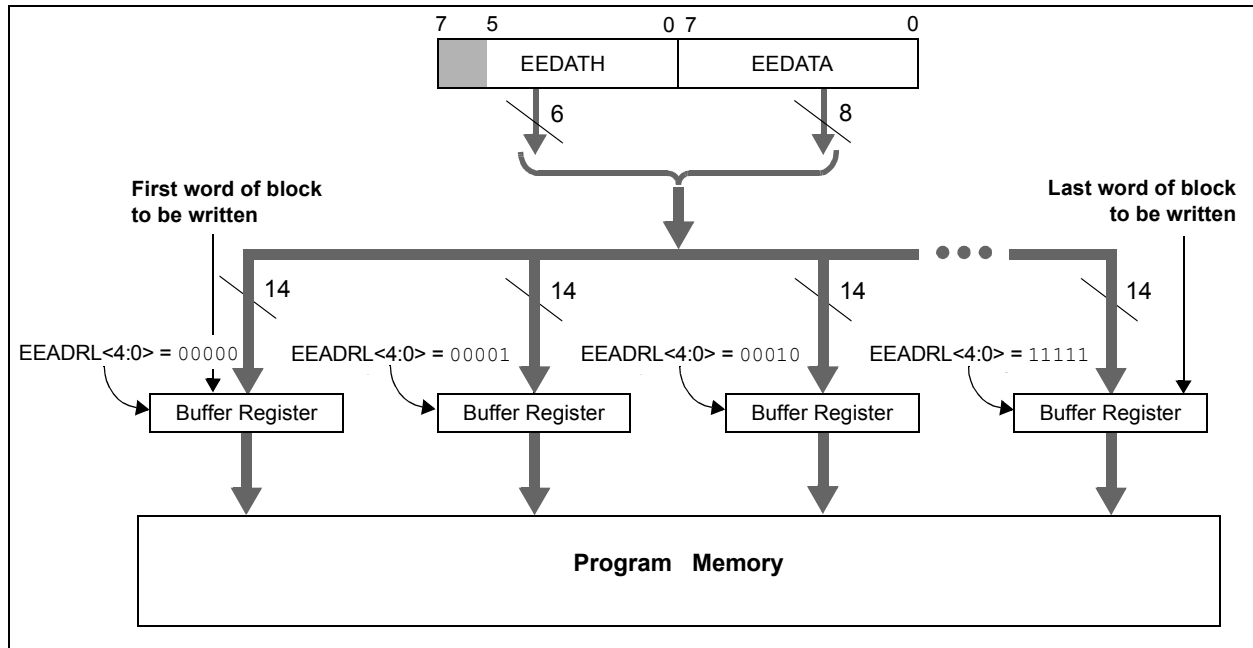 7 5 0 7 0
EEDATH EEDATA
6 8
First word of block
to be written
Last word of block
to be written
14 14 14 14
EEADRL<4:0> = 00000 EEADRL<4:0> = 00001 EEADRL<4:0> = 00010 EEADRL<4:0> = 11111
Buffer Register Buffer Register Buffer Register Buffer Register
Program Memory